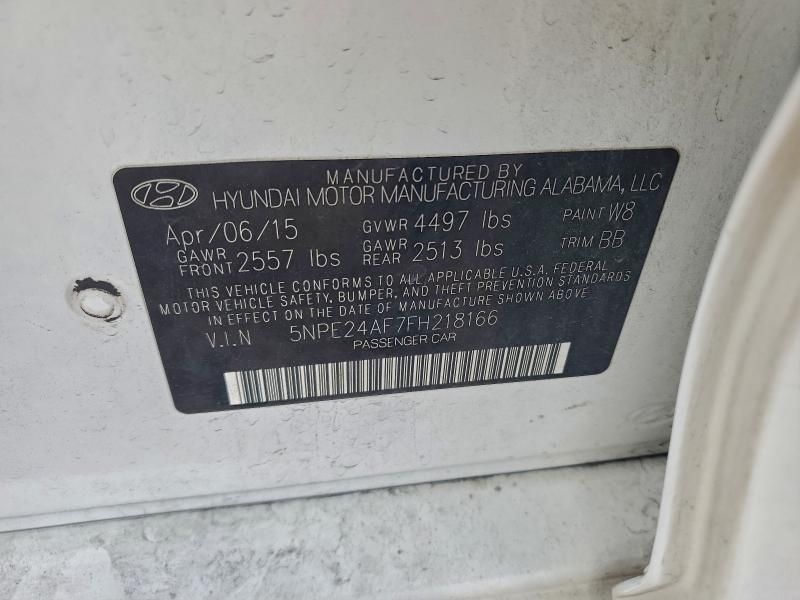 MANUFACTURED BY
HYUNDAI MOTOR MANUFACTURING ALABAMA, LLC
Apr/06/15 GVWR 4497 lbs PAINT W8
GAWR FRONT 2557 lbs GAWR REAR 2513 lbs TRIM BB
THIS VEHICLE CONFORMS TO ALL APPLICABLE U.S.A. FEDERAL
MOTOR VEHICLE SAFETY, BUMPER, AND THEFT PREVENTION STANDARDS
IN EFFECT ON THE DATE OF MANUFACTURE SHOWN ABOVE.
V.I.N 5NPE24AF7FH218166
PASSENGER CAR